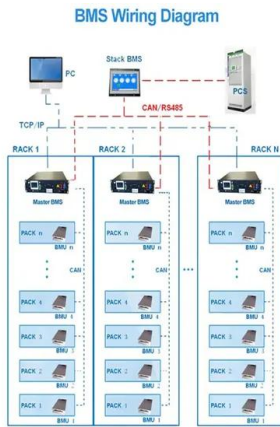 BMS Wiring Diagram
Stack BMS
PC
PCS
CAN/RS485
TCP/IP
RACK 1
RACK 2
RACK N
Master BMS
Master BMS
Master BMS
PACK n
PACK n
PACK n
BMU n
BMU n
BMU n
CAN
CAN
CAN
PACK 4
PACK 4
PACK 4
BMU 4
BMU 4
BMU 4
PACK 3
PACK 3
PACK 3
BMU 3
BMU 3
BMU 3
PACK 2
PACK 2
PACK 2
BMU 2
BMU 2
BMU 2
PACK 1
PACK 1
PACK 1
BMU 1
BMU 1
BMU 1